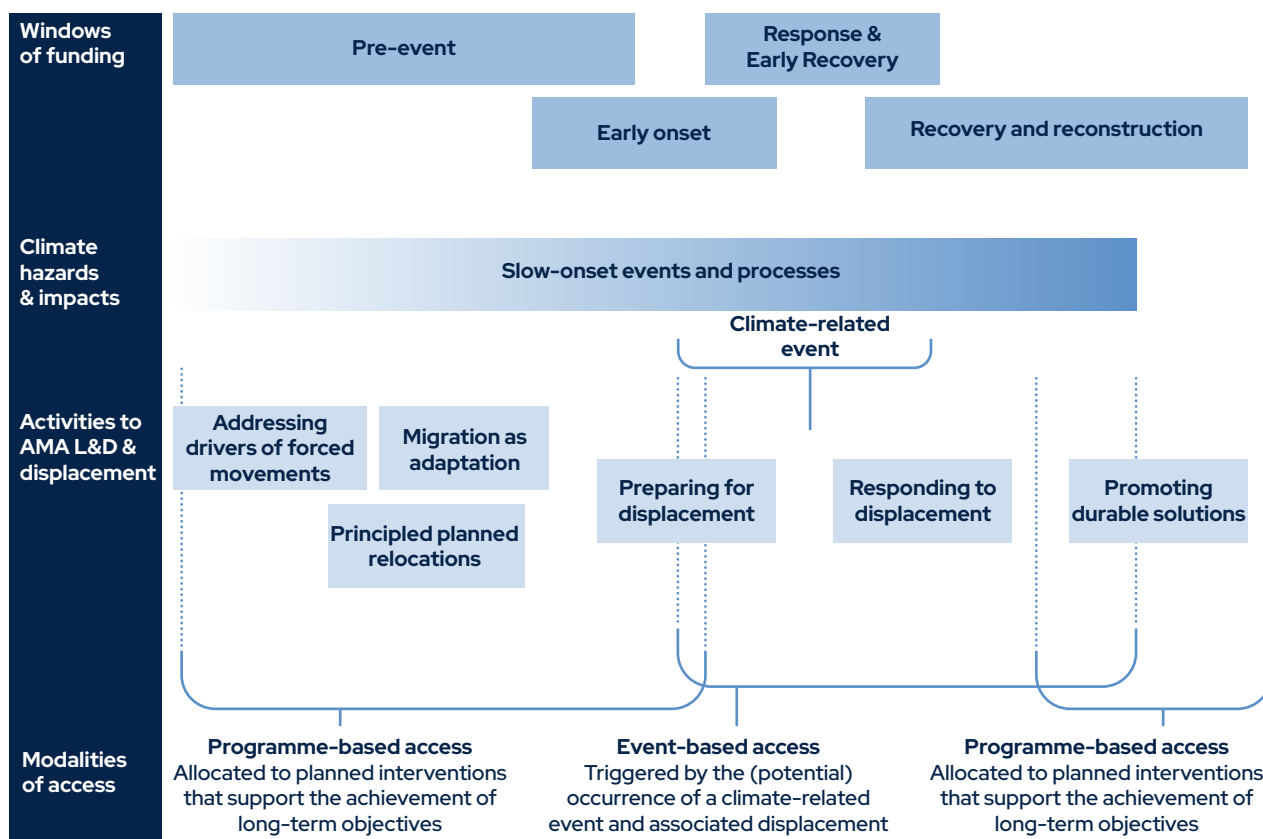 Windows
of funding
Pre-event
Response &
Early Recovery
Early onset
Recovery and reconstruction
Climate
hazards
& impacts
Slow-onset events and processes
Climate-related
event
Activities to
AMA L&D &
displacement
Addressing
drivers of forced
movements
Migration as
adaptation
Principled planned
relocations
Preparing for
displacement
Responding to
displacement
Promoting
durable solutions
Modalities
of access
Programme-based access
Allocated to planned interventions
that support the achievement of
long-term objectives
Event-based access
Triggered by the (potential)
occurrence of a climate-related
event and associated displacement
Programme-based access
Allocated to planned interventions
that support the achievement of
long-term objectives